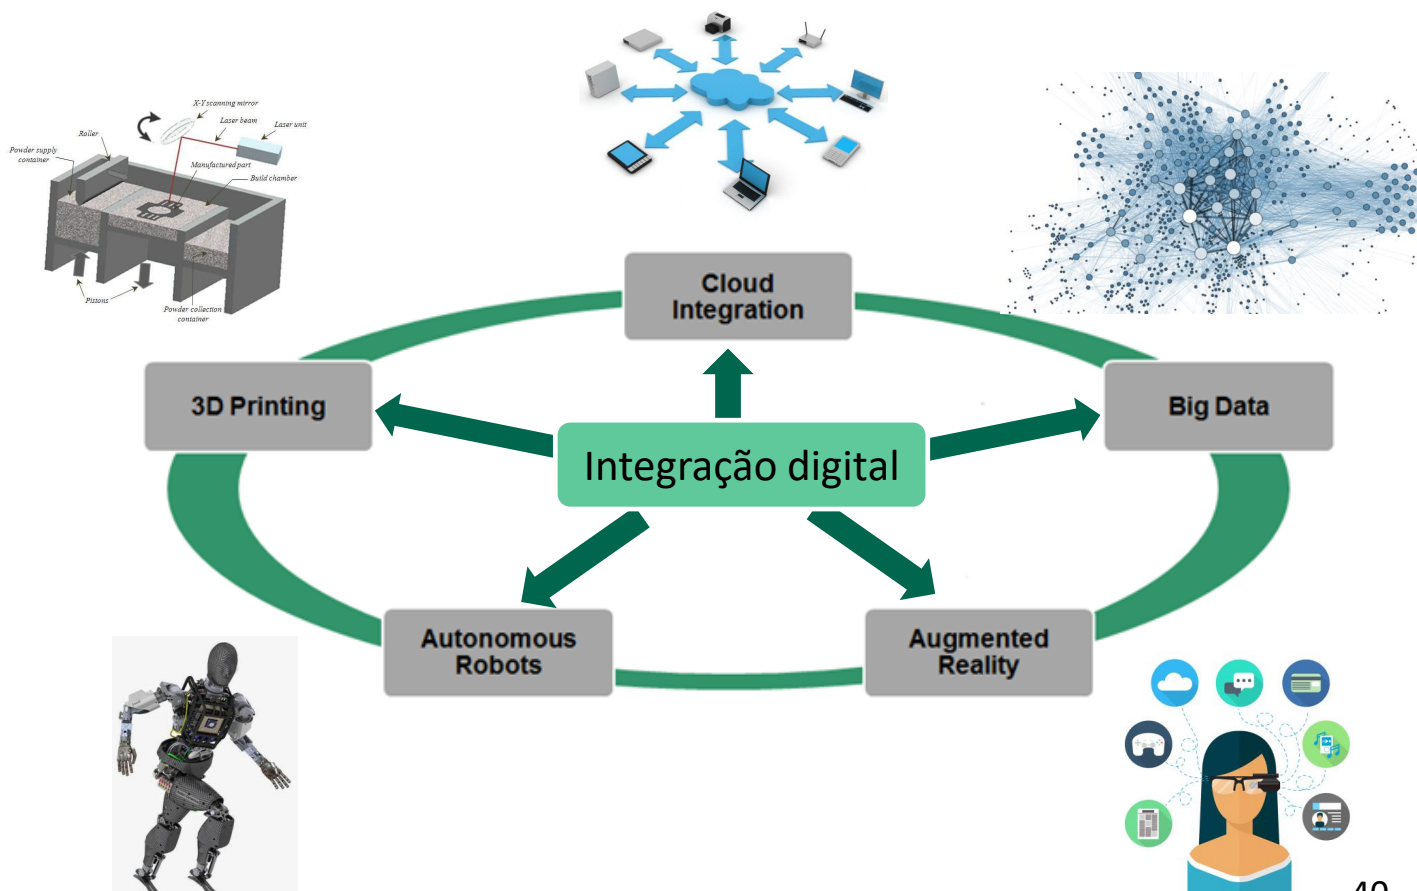 X-Y scanning mirror
Laser beam
Laser unit
Roller
Powder supply
container
Manufactured part
Build chamber
Pistons
Powder collection
container
Cloud
Integration
3D Printing
Big Data
Integração digital
Autonomous
Robots
Augmented
Reality